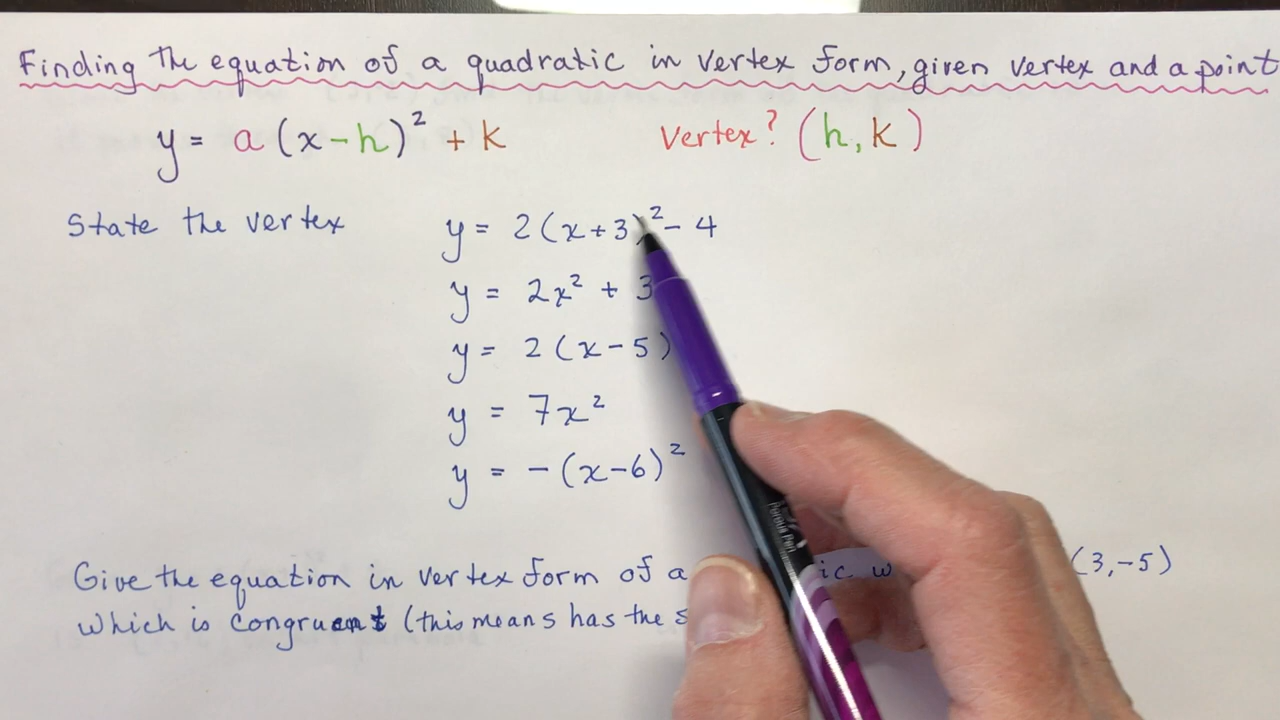 Finding the equation of a quadratic in vertex form, given vertex and a point
y = a (x-h)² + k
Vertex? (h, k)
State the vertex
y = 2(x+3)² - 4
y = 2x² + 3
y = 2(x-5)
y = 7x²
y = -(x-6)²
Give the equation in vertex form of a (3,-5)
which is congruent (this means has the
Porous Pen